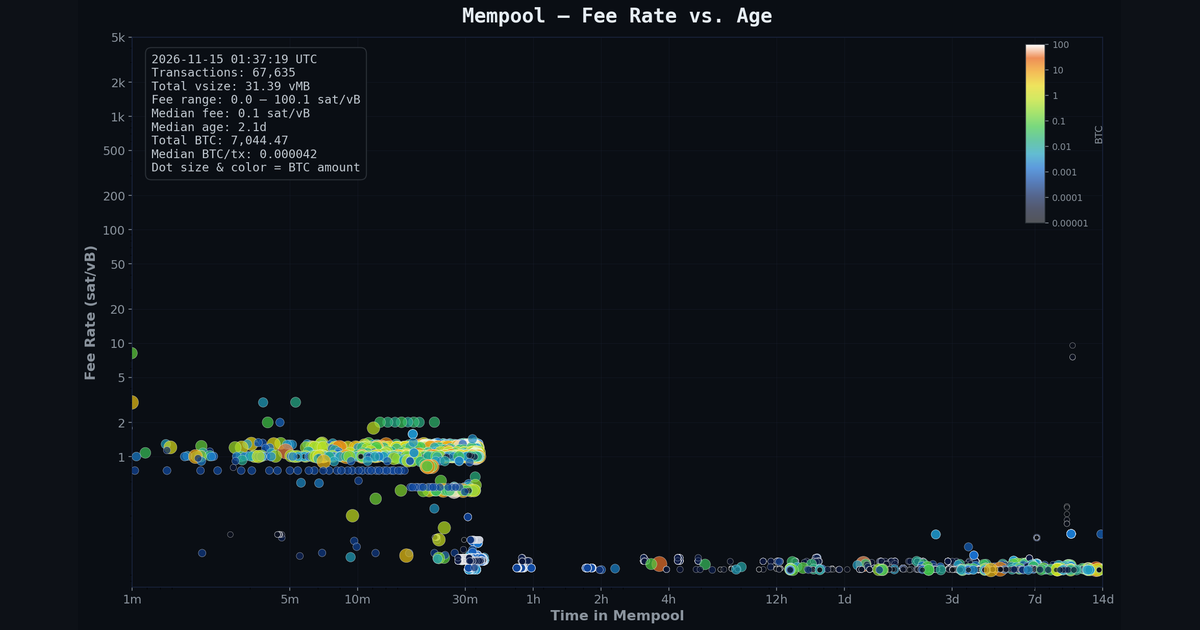 Mempool — Fee Rate vs. Age
2026-11-15 01:37:19 UTC
Transactions: 67,635
Total vsize: 31.39 vMB
Fee range: 0.0 – 100.1 sat/vB
Median fee: 0.1 sat/vB
Median age: 2.1d
Total BTC: 7,044.47
Median BTC/tx: 0.000042
Dot size & color = BTC amount
5k
2k
1k
500
200
100
50
20
10
5
2
1
Fee Rate (sat/vB)
100
10
1
0.1
0.01
0.001
0.0001
0.00001
BTC
1m 5m 10m 30m 1h 2h 4h 12h 1d 3d 7d 14d
Time in Mempool